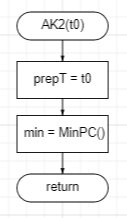 AK2(t0)
prepT = t0
min = MinPC()
return